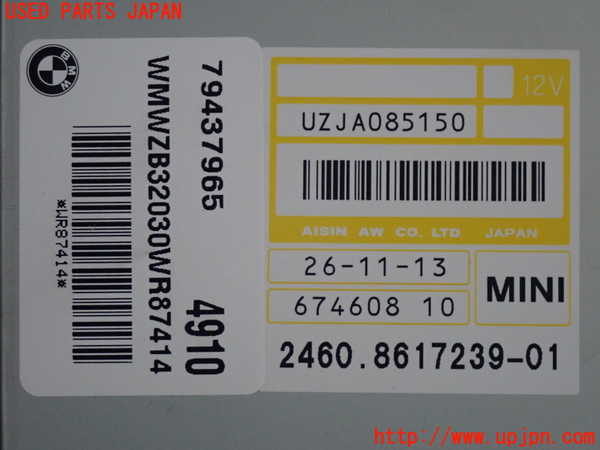 USED PARTS JAPAN
BMW
79437965
4910
WMWZB32030WR87414
*WR87414*
12V
UZJA085150
AISIN AW CO. LTD JAPAN
26-11-13
674608 10
MINI
2460.8617239-01
http://www.upjpn.com/